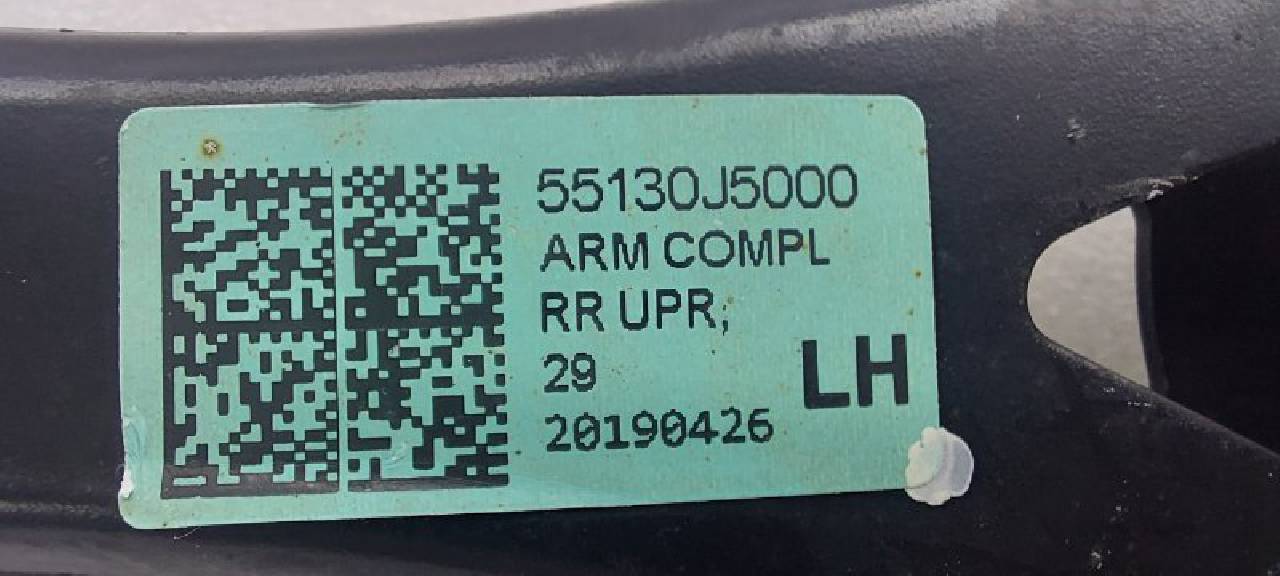 55130J5000
ARM COMPL
RR UPR;
29
LH
20190426